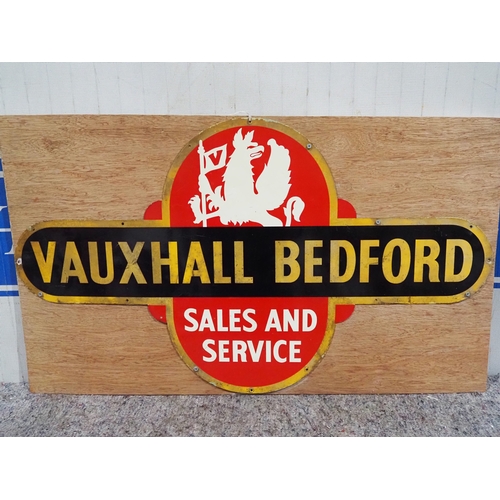 V
VAUXHALL BEDFORD
SALES AND
SERVICE